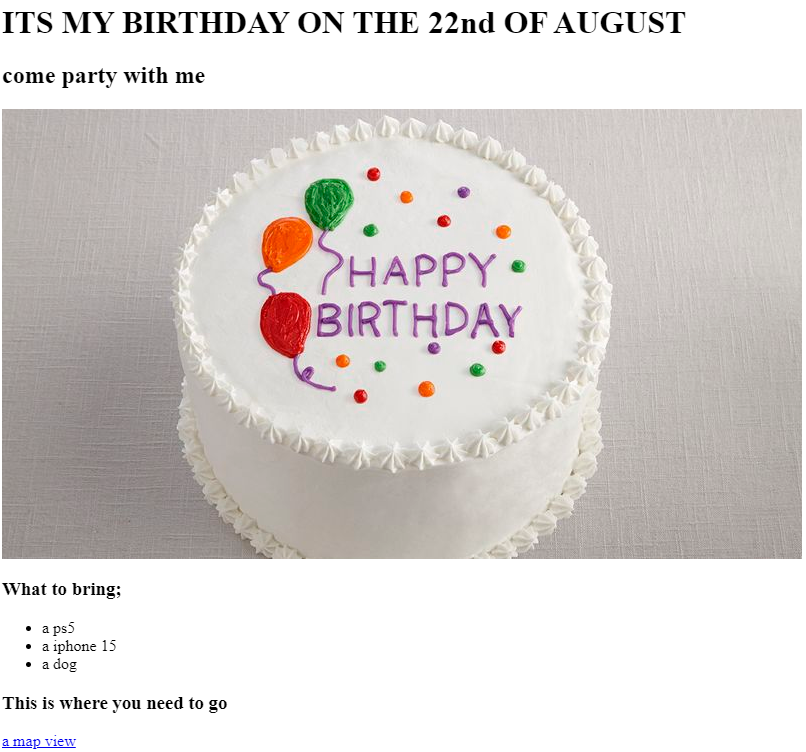 ITS MY BIRTHDAY ON THE 22nd OF AUGUST
come party with me
HAPPY
BIRTHDAY
What to bring;
a ps5
a iphone 15
a dog
This is where you need to go
a map view